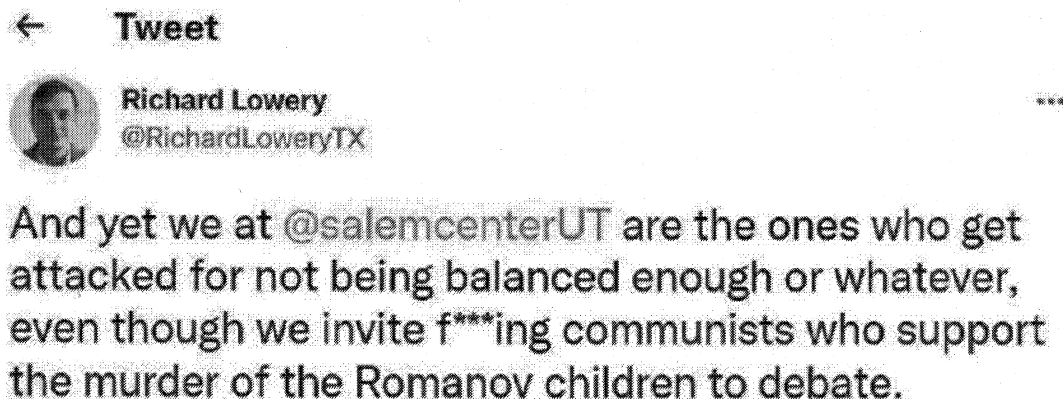 ← Tweet
Richard Lowery
@RichardLoweryTX
And yet we at @salemcenterUT are the ones who get
attacked for not being balanced enough or whatever,
even though we invite f***ing communists who support
the murder of the Romanov children to debate.